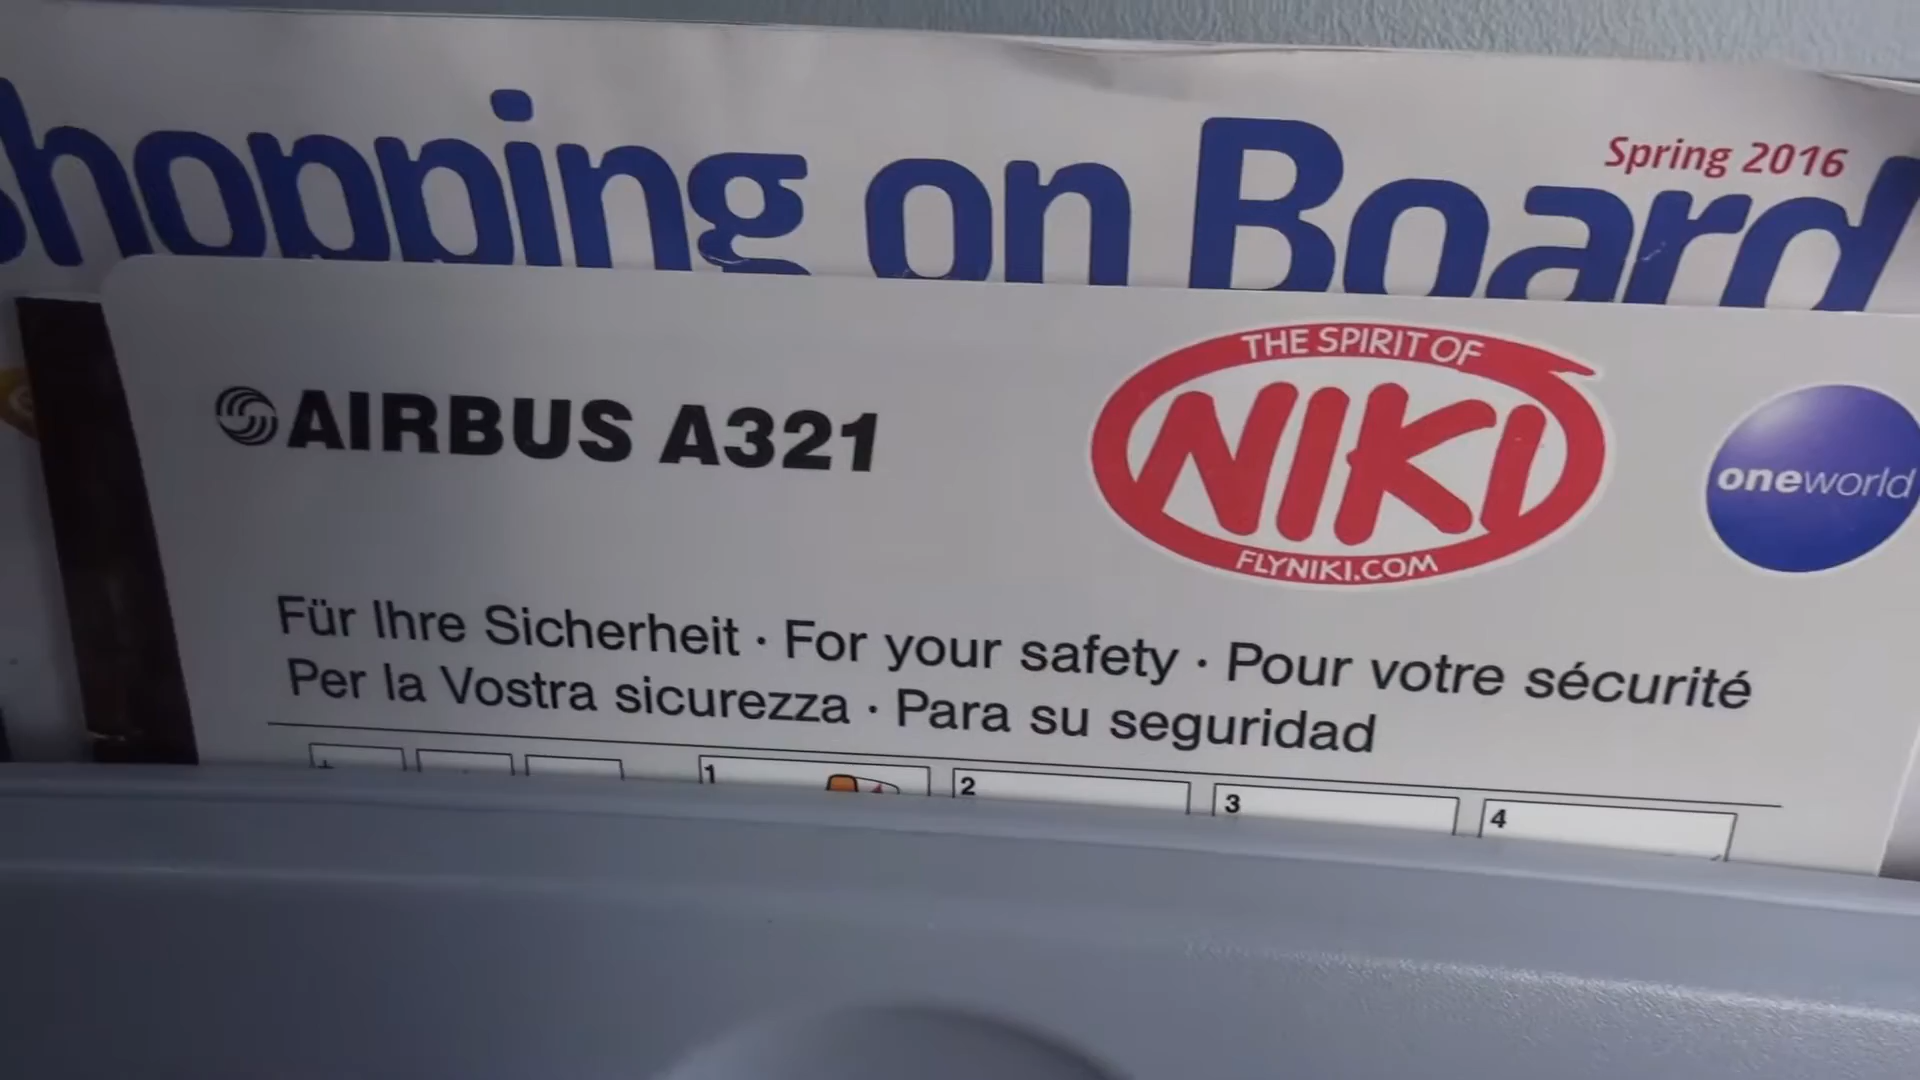 Shopping on Board
Spring 2016
AIRBUS A321
THE SPIRIT OF
NIKI
FLYNIKI.COM
oneworld
Für Ihre Sicherheit · For your safety · Pour votre sécurité
Per la Vostra sicurezza · Para su seguridad
1 2 3 4